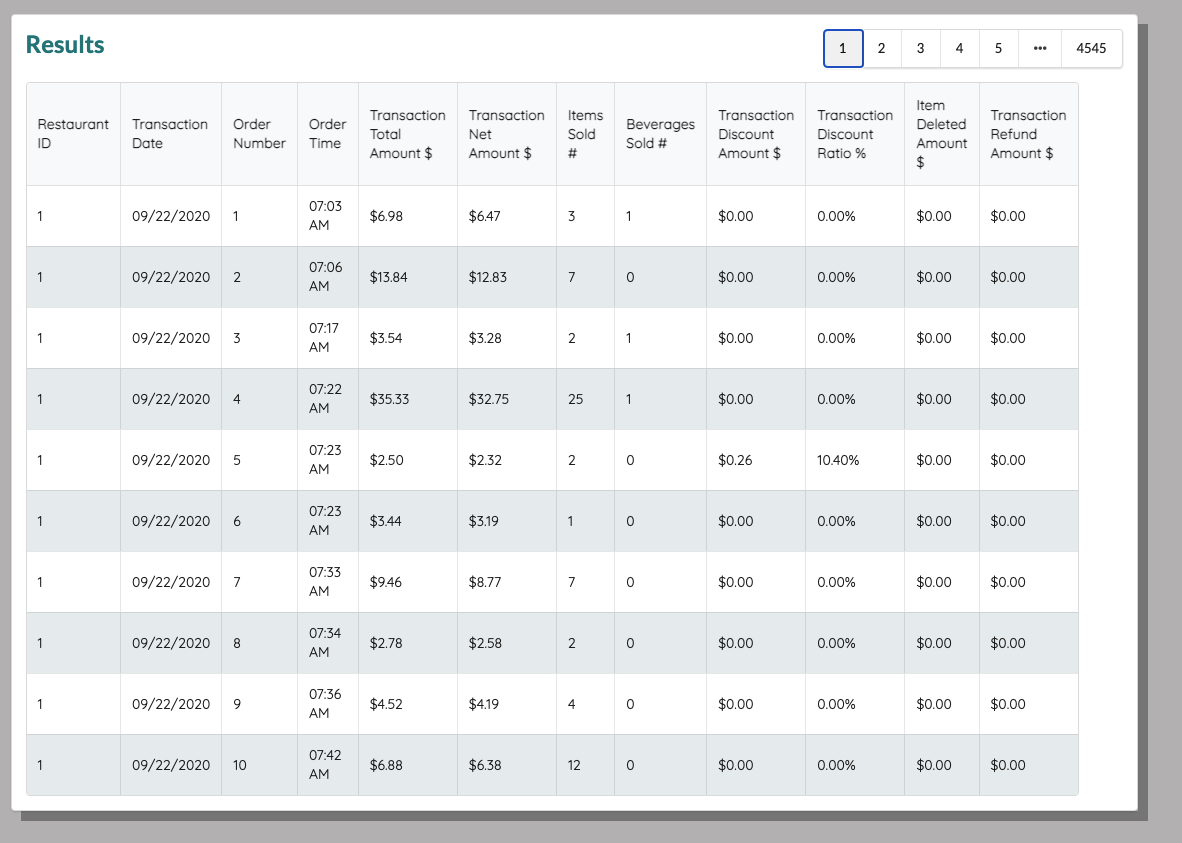 Results
1 2 3 4 5 ••• 4545
Restaurant ID	Transaction Date	Order Number	Order Time	Transaction Total Amount $	Transaction Net Amount $	Items Sold #	Beverages Sold #	Transaction Discount Amount $	Transaction Discount Ratio %	Item Deleted Amount $	Transaction Refund Amount $
1	09/22/2020	1	07:03 AM	$6.98	$6.47	3	1	$0.00	0.00%	$0.00	$0.00
1	09/22/2020	2	07:06 AM	$13.84	$12.83	7	0	$0.00	0.00%	$0.00	$0.00
1	09/22/2020	3	07:17 AM	$3.54	$3.28	2	1	$0.00	0.00%	$0.00	$0.00
1	09/22/2020	4	07:22 AM	$35.33	$32.75	25	1	$0.00	0.00%	$0.00	$0.00
1	09/22/2020	5	07:23 AM	$2.50	$2.32	2	0	$0.26	10.40%	$0.00	$0.00
1	09/22/2020	6	07:23 AM	$3.44	$3.19	1	0	$0.00	0.00%	$0.00	$0.00
1	09/22/2020	7	07:33 AM	$9.46	$8.77	7	0	$0.00	0.00%	$0.00	$0.00
1	09/22/2020	8	07:34 AM	$2.78	$2.58	2	0	$0.00	0.00%	$0.00	$0.00
1	09/22/2020	9	07:36 AM	$4.52	$4.19	4	0	$0.00	0.00%	$0.00	$0.00
1	09/22/2020	10	07:42 AM	$6.88	$6.38	12	0	$0.00	0.00%	$0.00	$0.00